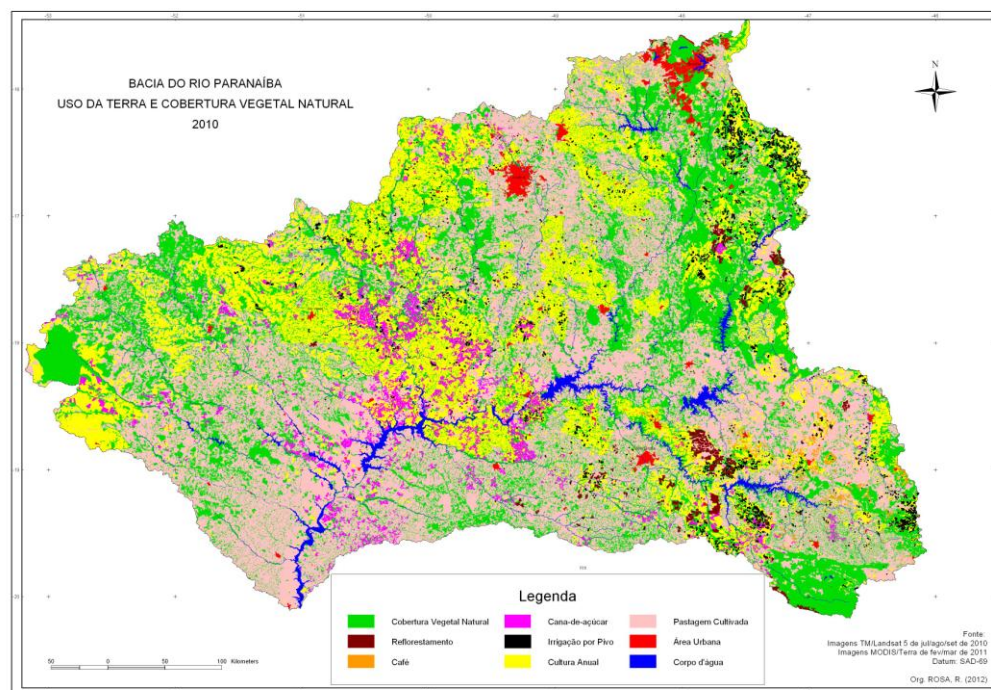 BACIA DO RIO PARANAÍBA
USO DA TERRA E COBERTURA VEGETAL NATURAL
2010
N
Legenda
Cobertura Vegetal Natural
Cana-de-açúcar
Pastagem Cultivada
Reflorestamento
Irrigação por Pivo
Área Urbana
Café
Cultura Anual
Corpo d'água
50 0 50 100 Kilometers
Fonte:
Imagens TM/Landsat 5 de jul/ago/set de 2010
Imagens MODIS/Terra de fev/mar de 2011
Datum: SAD-69
Org. ROSA, R. (2012)